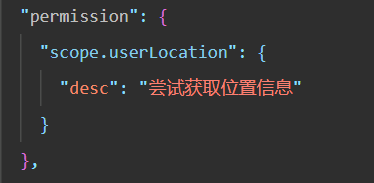 "permission": {
"scope.userLocation": {
"desc": "尝试获取位置信息"
}
},